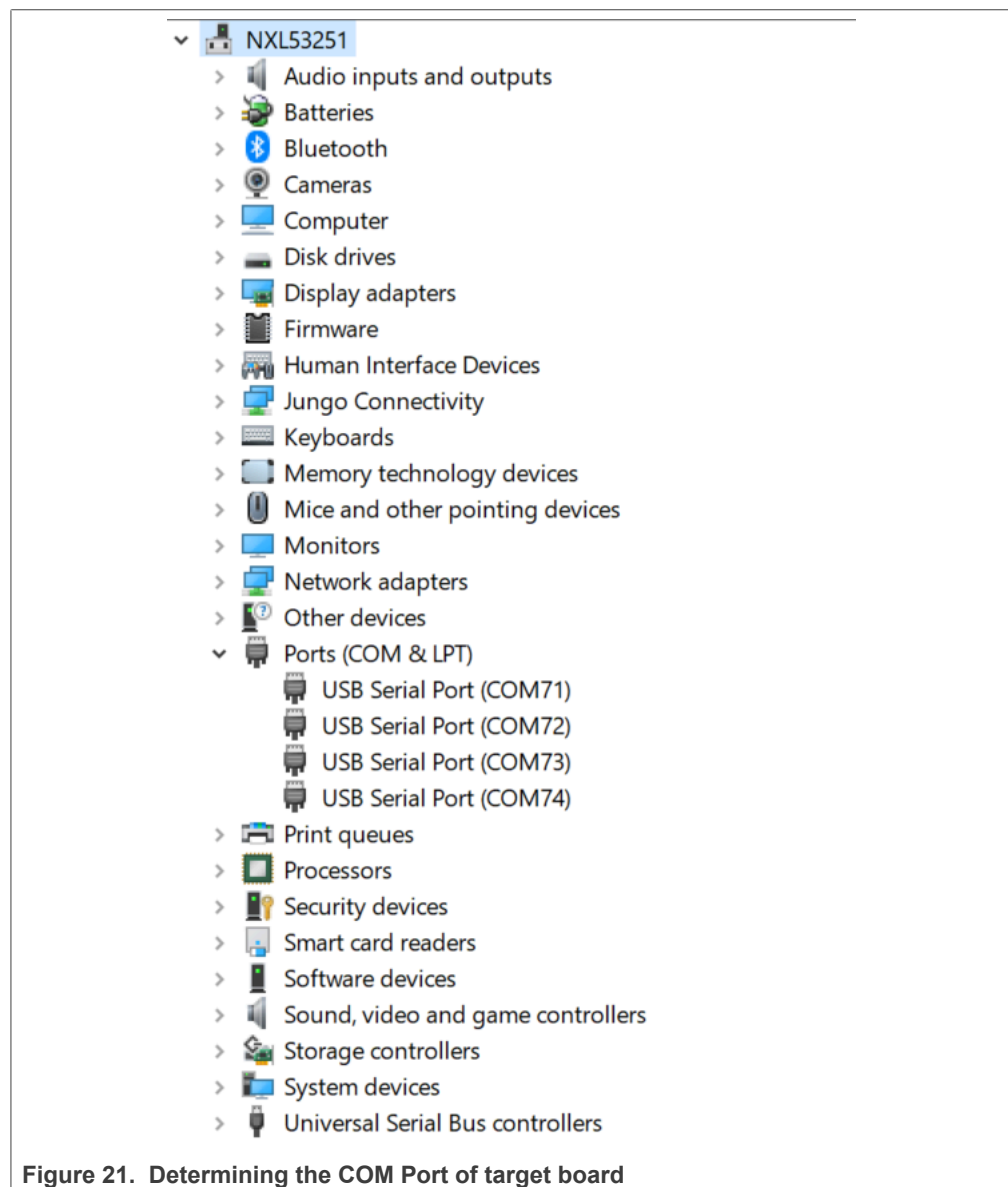 NXL53251
Audio inputs and outputs
Batteries
Bluetooth
Cameras
Computer
Disk drives
Display adapters
Firmware
Human Interface Devices
Jungo Connectivity
Keyboards
Memory technology devices
Mice and other pointing devices
Monitors
Network adapters
Other devices
Ports (COM & LPT)
USB Serial Port (COM71)
USB Serial Port (COM72)
USB Serial Port (COM73)
USB Serial Port (COM74)
Print queues
Processors
Security devices
Smart card readers
Software devices
Sound, video and game controllers
Storage controllers
System devices
Universal Serial Bus controllers
Figure 21. Determining the COM Port of target board